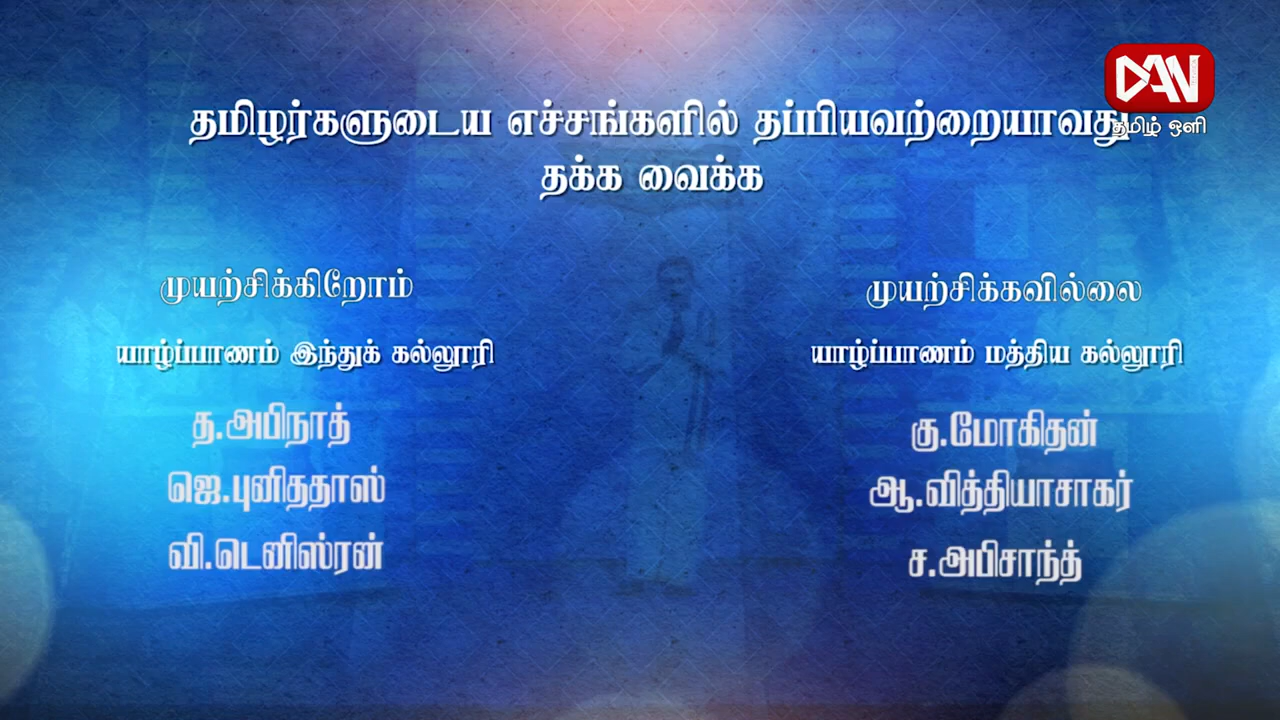 DAN
தமிழ் ஒளி
தமிழர்களுடைய எச்சங்களில் தப்பியவற்றையாவது
தக்க வைக்க
முயற்சிக்கிறோம்
யாழ்ப்பாணம் இந்துக் கல்லூரி
த.அபிநாத்
ஜெ.புனிததாஸ்
வி.டெனிஸ்ரன்
முயற்சிக்கவில்லை
யாழ்ப்பாணம் மத்திய கல்லூரி
கு.மோகிதன்
ஆ.வித்தியாசாகர்
ச.அபிசாந்த்